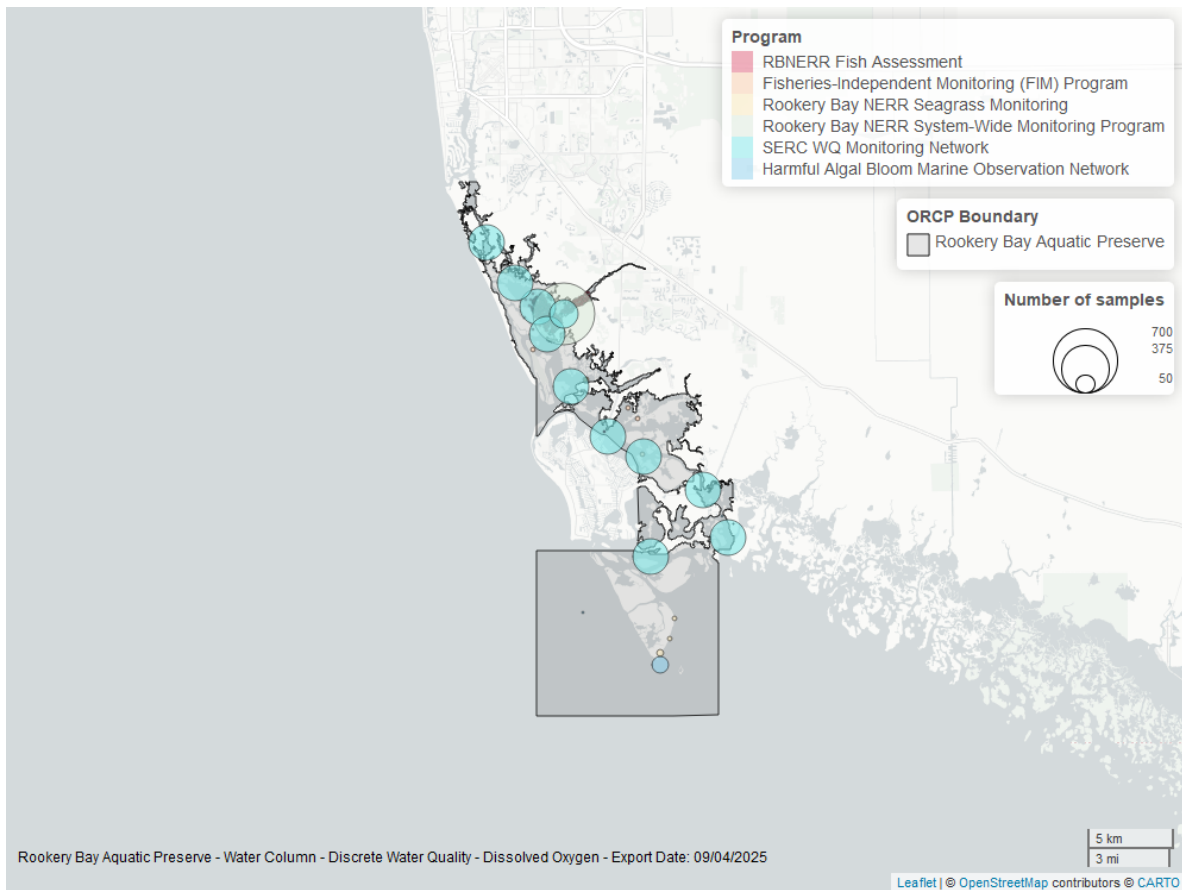 Program
RBNERR Fish Assessment
Fisheries-Independent Monitoring (FIM) Program
Rookery Bay NERR Seagrass Monitoring
Rookery Bay NERR System-Wide Monitoring Program
SERC WQ Monitoring Network
Harmful Algal Bloom Marine Observation Network
ORCP Boundary
Rookery Bay Aquatic Preserve
Number of samples
700
375
50
5 km
3 mi
Rookery Bay Aquatic Preserve - Water Column - Discrete Water Quality - Dissolved Oxygen - Export Date: 09/04/2025
Leaflet | © OpenStreetMap contributors © CARTO